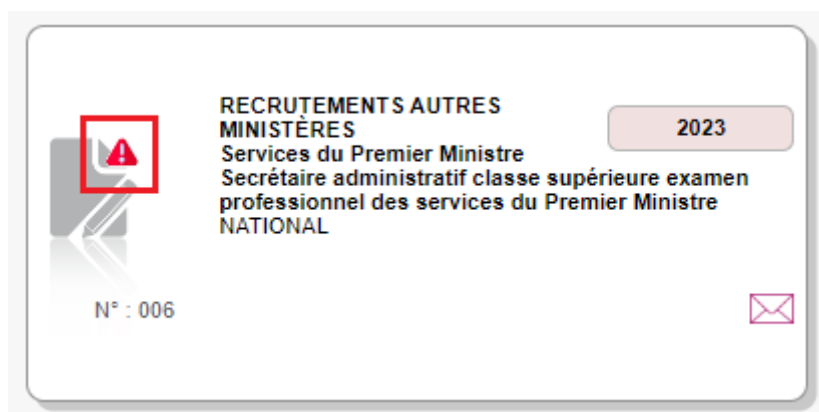 RECRUTEMENTS AUTRES
MINISTÈRES
2023
Services du Premier Ministre
Secrétaire administratif classe supérieure examen
professionnel des services du Premier Ministre
NATIONAL
N° : 006